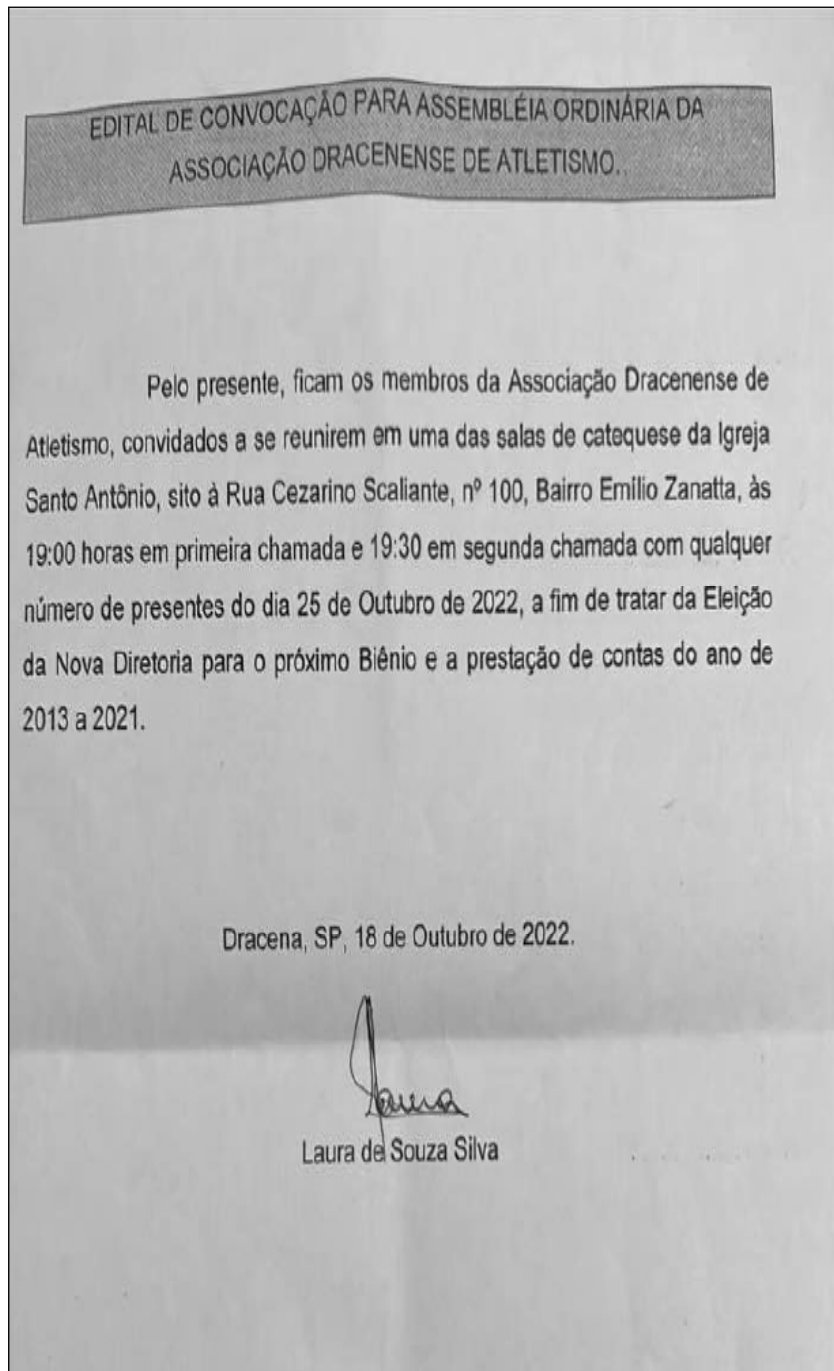 EDITAL DE CONVOCAÇÃO PARA ASSEMBLÉIA ORDINÁRIA DA
ASSOCIAÇÃO DRACENENSE DE ATLETISMO.
Pelo presente, ficam os membros da Associação Dracenense de
Atletismo, convidados a se reunirem em uma das salas de catequese da Igreja
Santo Antônio, sito à Rua Cezarino Scaliante, nº 100, Bairro Emilio Zanatta, às
19:00 horas em primeira chamada e 19:30 em segunda chamada com qualquer
número de presentes do dia 25 de Outubro de 2022, a fim de tratar da Eleição
da Nova Diretoria para o próximo Biênio e a prestação de contas do ano de
2013 a 2021.
Dracena, SP, 18 de Outubro de 2022.
Laura
Laura de Souza Silva